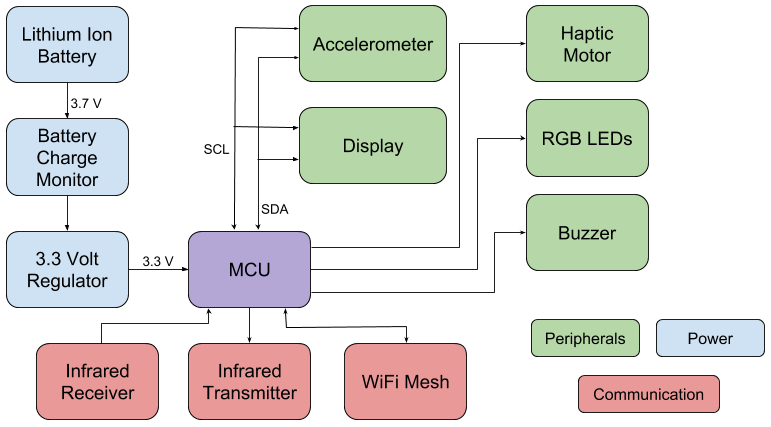 Lithium Ion
Battery
3.7 V
Battery
Charge
Monitor
3.3 Volt
Regulator
3.3 V
MCU
SCL
SDA
Accelerometer
Display
Haptic
Motor
RGB LEDs
Buzzer
Infrared
Receiver
Infrared
Transmitter
WiFi Mesh
Peripherals
Power
Communication